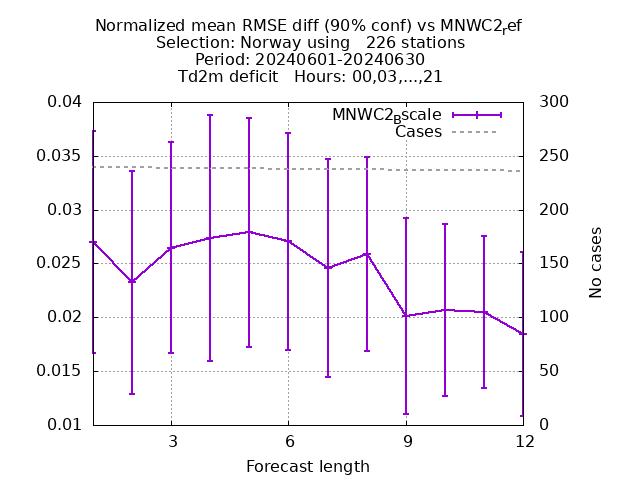 Normalized mean RMSE diff (90% conf) vs MNWC2ref
Selection: Norway using   226 stations
Period: 20240601-20240630
Td2m deficit   Hours: 00,03,...,21
0.04
0.035
0.03
0.025
0.02
0.015
0.01
300
250
200
150
100
50
0
MNWC2Bscale
Cases
No cases
3
6
9
12
Forecast length